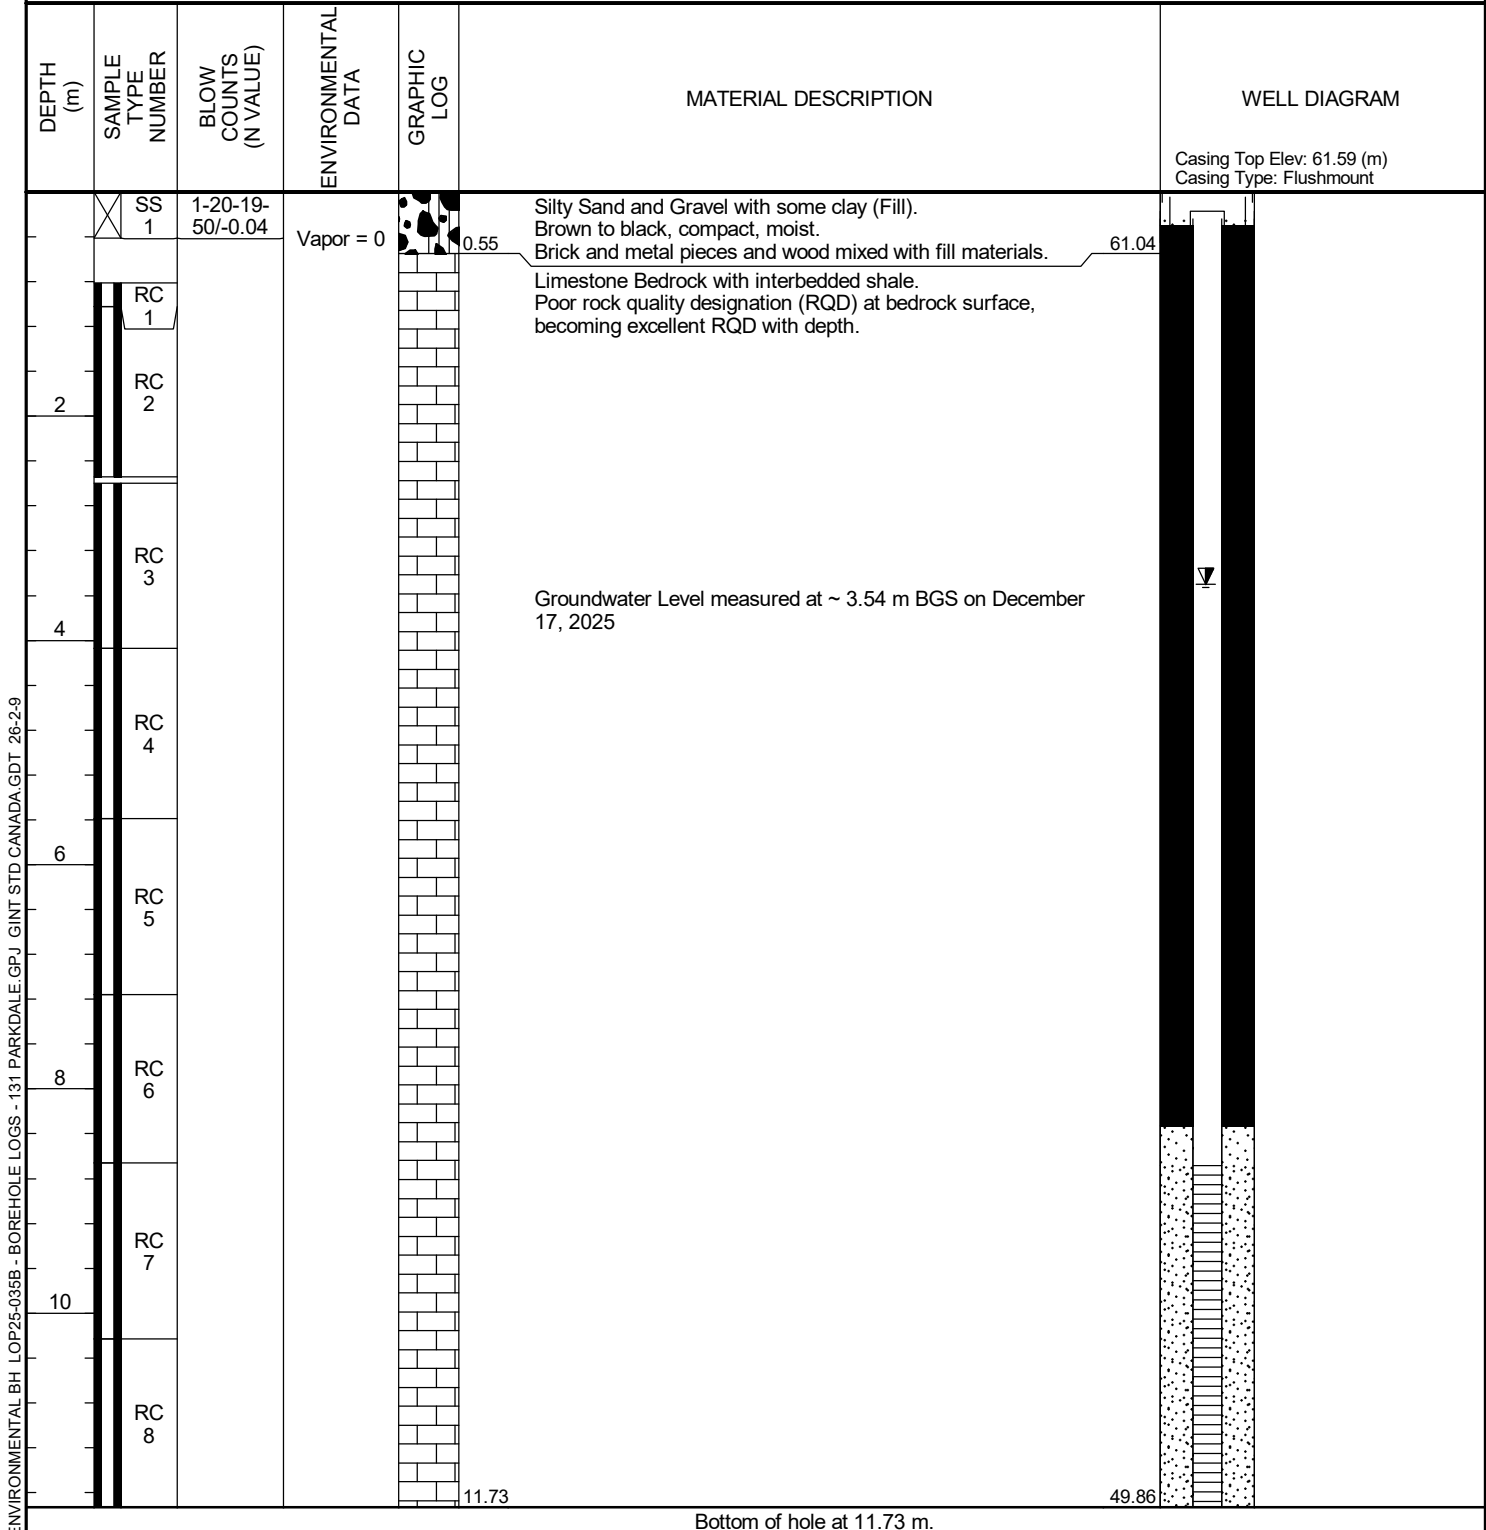 DEPTH
(m)
SAMPLE
TYPE
NUMBER
BLOW
COUNTS
(N VALUE)
ENVIRONMENTAL
DATA
GRAPHIC
LOG
MATERIAL DESCRIPTION
WELL DIAGRAM
Casing Top Elev: 61.59 (m)
Casing Type: Flushmount
SS
1
1-20-19-
50/-0.04
Vapor = 0
Silty Sand and Gravel with some clay (Fill).
Brown to black, compact, moist.
0.55
Brick and metal pieces and wood mixed with fill materials.
61.04
Limestone Bedrock with interbedded shale.
Poor rock quality designation (RQD) at bedrock surface,
becoming excellent RQD with depth.
RC
1
RC
2
2
RC
3
Groundwater Level measured at ~ 3.54 m BGS on December
17, 2025
4
RC
4
6
RC
5
RC
6
8
RC
7
10
RC
8
11.73
49.86
Bottom of hole at 11.73 m.
ENVIRONMENTAL BH LOP25-035B - BOREHOLE LOGS - 131 PARKDALE.GPJ GINT STD CANADA.GDT 26-2-9